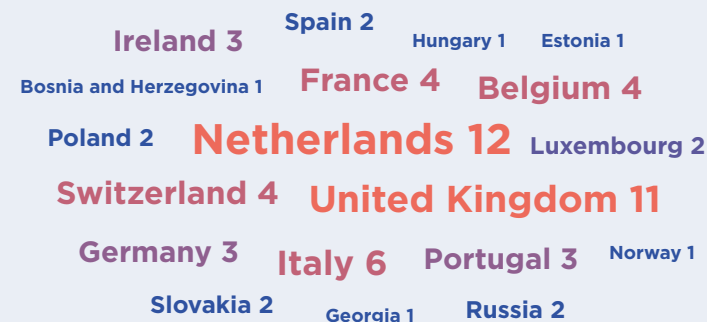 Spain 2
Ireland 3
Hungary 1
Estonia 1
Bosnia and Herzegovina 1
France 4
Belgium 4
Poland 2
Netherlands 12
Luxembourg 2
Switzerland 4
United Kingdom 11
Germany 3
Italy 6
Portugal 3
Norway 1
Slovakia 2
Georgia 1
Russia 2